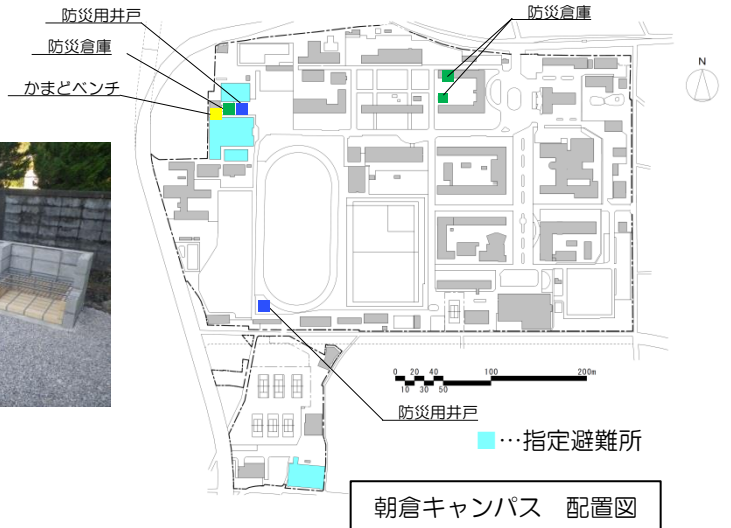 防災用井戸
防災倉庫
防災倉庫
かまどベンチ
N
0 20 40 100 200m
10 30 50
防災用井戸
■…指定避難所
朝倉キャンパス 配置図